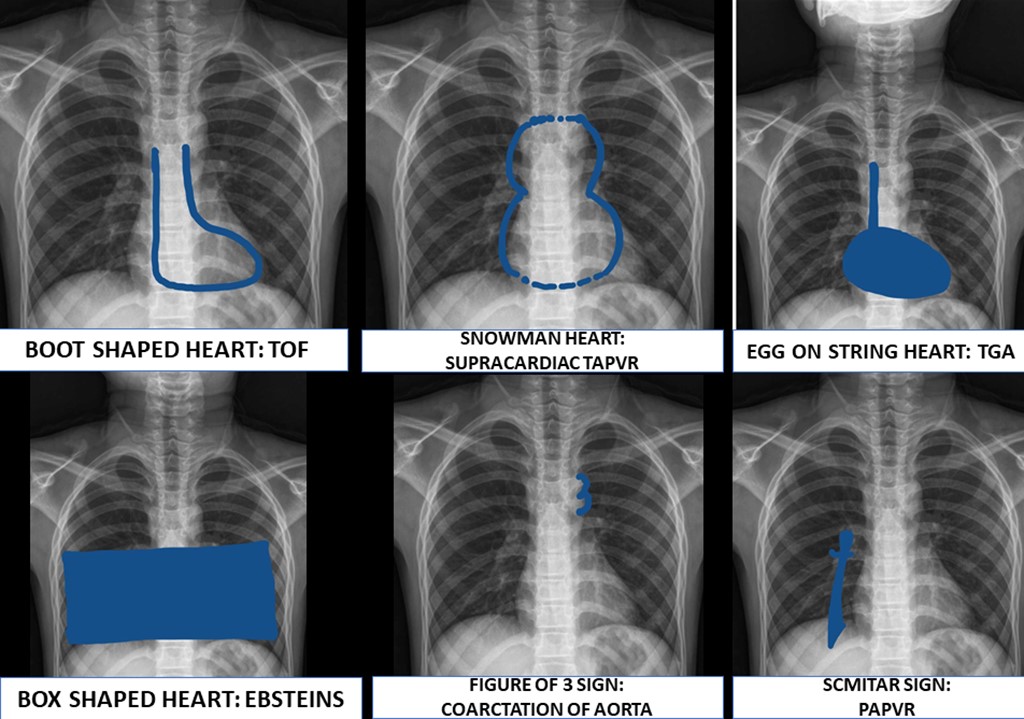 BOOT SHAPED HEART: TOF
SNOWMAN HEART:
SUPRACARDIAC TAPVR
EGG ON STRING HEART: TGA
BOX SHAPED HEART: EBSTEINS
FIGURE OF 3 SIGN:
COARCTATION OF AORTA
SCMITAR SIGN:
PAPVR